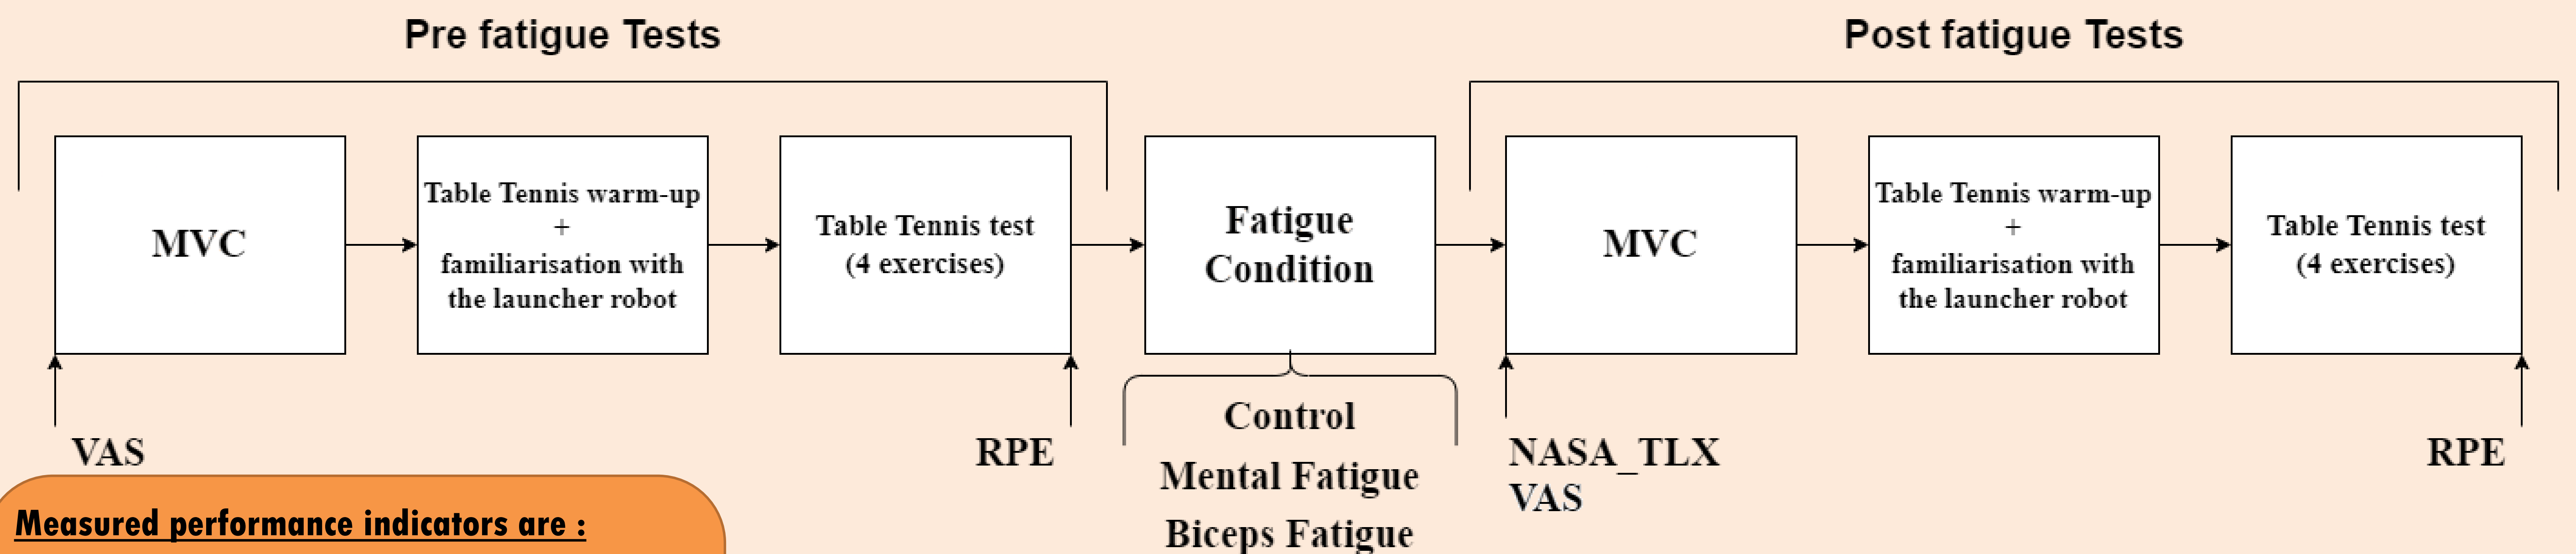 Pre fatigue Tests
Post fatigue Tests
MVC
Table Tennis warm-up
+
familiarisation with
the launcher robot
Table Tennis test
(4 exercises)
Fatigue
Condition
MVC
Table Tennis warm-up
+
familiarisation with
the launcher robot
Table Tennis test
(4 exercises)
VAS
RPE
Control
Mental Fatigue
Biceps Fatigue
NASA_TLX
VAS
RPE
Measured performance indicators are :